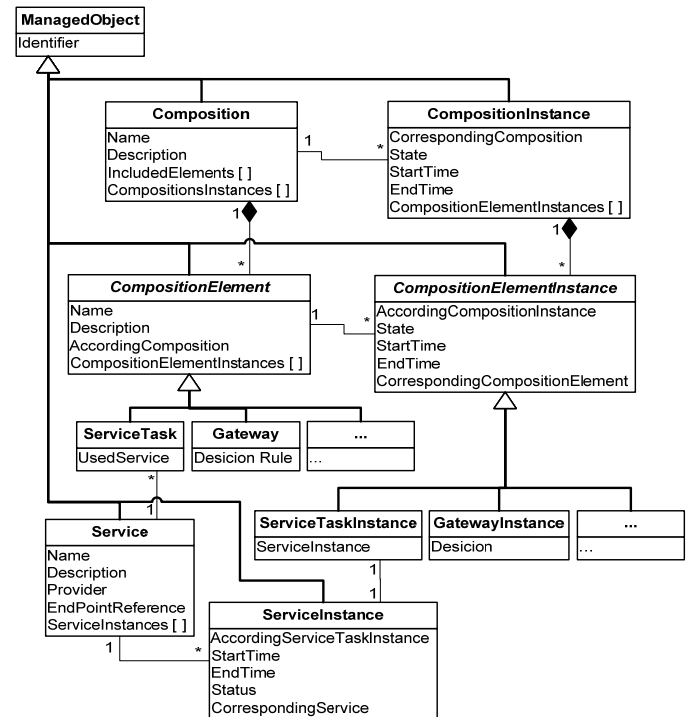 ManagedObject
Identifier
Composition
Name
Description
IncludedElements [ ]
CompositionsInstances [ ]
1
*
CompositionInstance
CorrespondingComposition
State
StartTime
EndTime
CompositionElementInstances [ ]
1
*
1
*
CompositionElement
Name
Description
AccordingComposition
CompositionElementInstances [ ]
1
*
CompositionElementInstance
AccordingCompositionInstance
State
StartTime
EndTime
CorrespondingCompositionElement
ServiceTask
UsedService
Gateway
Desicion Rule
...
...
*
1
Service
Name
Description
Provider
EndPointReference
ServiceInstances [ ]
ServiceTaskInstance
ServiceInstance
GatewayInstance
Desicion
...
...
1
1
1
*
ServiceInstance
AccordingServiceTaskInstance
StartTime
EndTime
Status
CorrespondingService